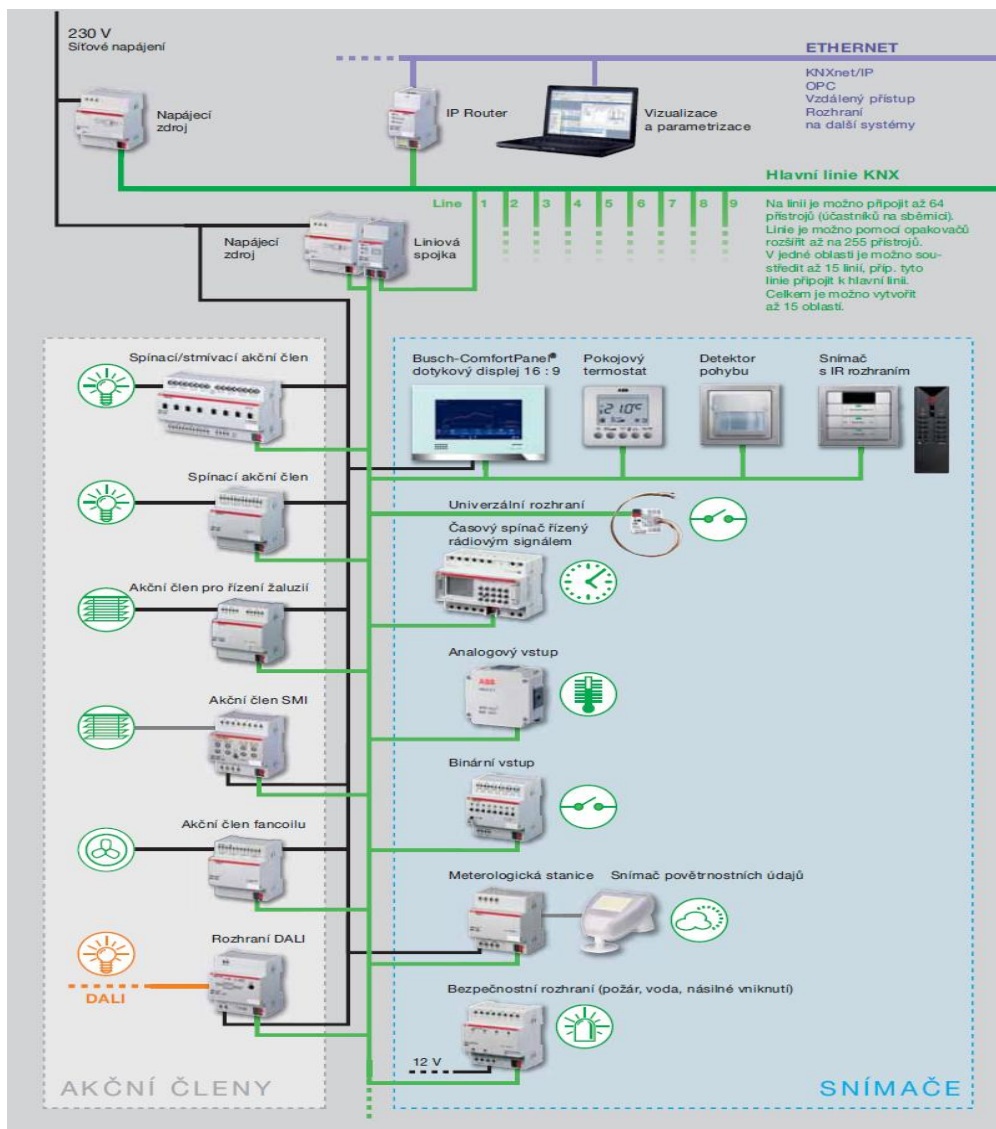 230 V
Síťové napájení
Napájecí
zdroj
IP Router
Vizualizace
a parametrizace
ETHERNET
KNXnet/IP
OPC
Vzdálený přístup
Rozhraní
na další systémy
Hlavní linie KNX
Line 1 2 3 4 5 6 7 8 9
Na linii je možno připojit až 64
přístrojů (účastníků na sběrnici).
Linie je možno pomocí opakovačů
rozšířit až na 255 přístrojů.
V jedné oblasti je možno sou-
středit až 15 linií, příp. tyto
linie připojit k hlavní linii.
Celkem je možno vytvořit
až 15 oblastí.
Napájecí
zdroj
Liniová
spojka
Spínací/stmívací akční člen
Spínací akční člen
Akční člen pro řízení žaluzií
Akční člen SMI
Akční člen fancoilu
Rozhraní DALI
DALI
AKČNÍ ČLENY
Busch-ComfortPanel®
dotykový displej 16 : 9
Pokojový
termostat
Detektor
pohybu
Snímač
s IR rozhraním
ABB
21.0°C
Univerzální rozhraní
Časový spínač řízený
rádiovým signálem
Analogový vstup
ABB
Binární vstup
Meterologická stanice
Snímač povětrnostních údajů
Bezpečnostní rozhraní (požár, voda, násilné vniknutí)
12 V
SNÍMAČE